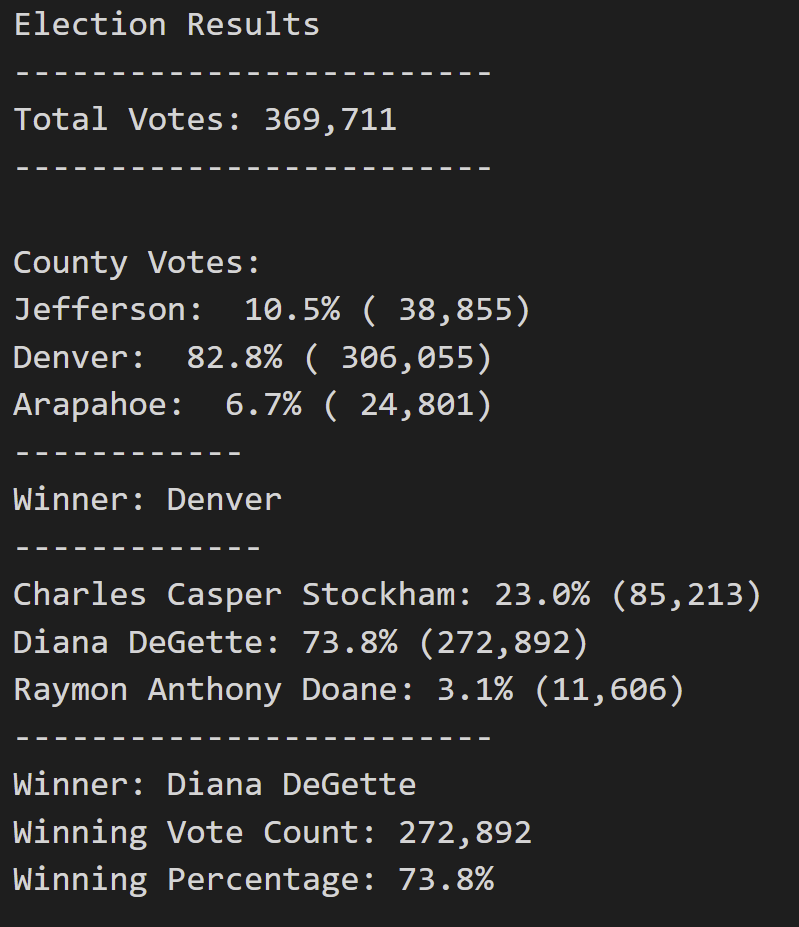 Election Results
-------------------------
Total Votes: 369,711
-------------------------
County Votes:
Jefferson:  10.5% ( 38,855)
Denver:  82.8% ( 306,055)
Arapahoe:  6.7% ( 24,801)
------------
Winner: Denver
-------------
Charles Casper Stockham: 23.0% (85,213)
Diana DeGette: 73.8% (272,892)
Raymon Anthony Doane: 3.1% (11,606)
-------------------------
Winner: Diana DeGette
Winning Vote Count: 272,892
Winning Percentage: 73.8%